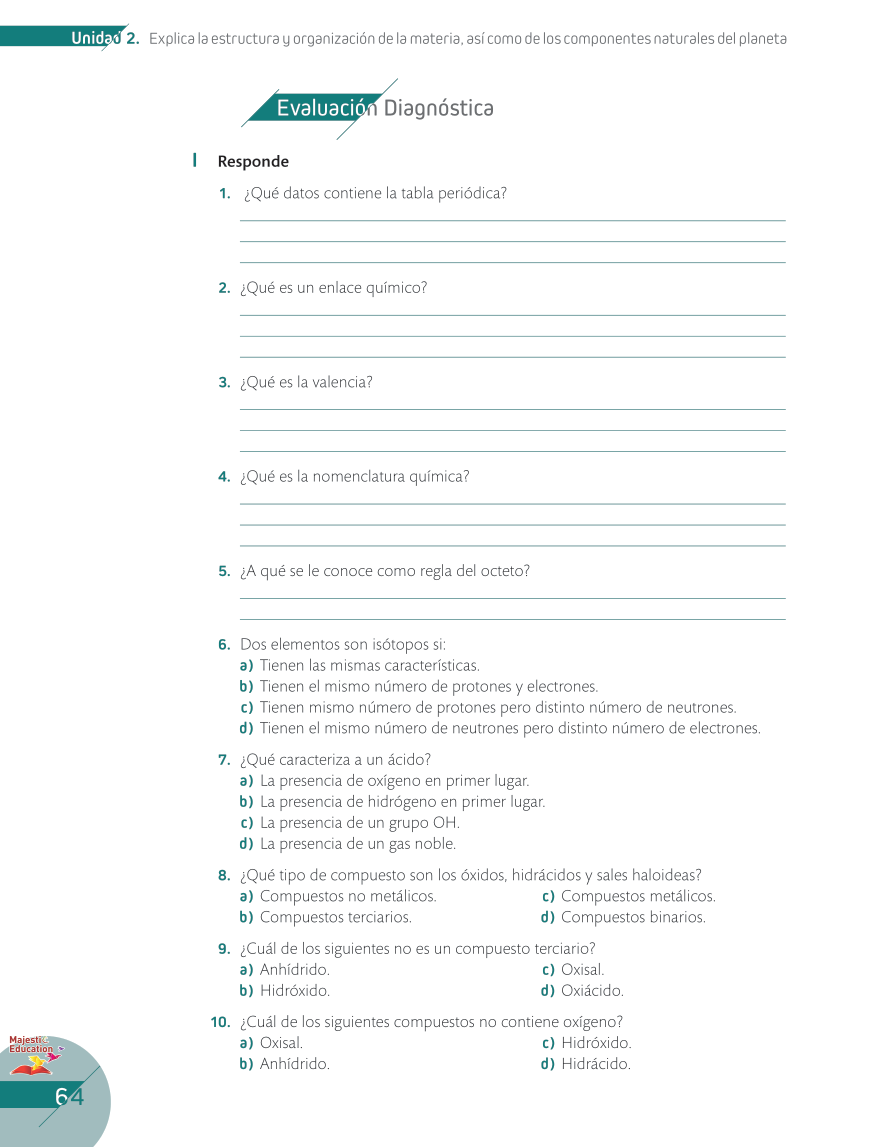 Unidad 2. Explica la estructura y organización de la materia, así como de los componentes naturales del planeta
Evaluación Diagnóstica
I Responde
1. ¿Qué datos contiene la tabla periódica?
2. ¿Qué es un enlace químico?
3. ¿Qué es la valencia?
4. ¿Qué es la nomenclatura química?
5. ¿A qué se le conoce como regla del octeto?
6. Dos elementos son isótopos si:
a) Tienen las mismas características.
b) Tienen el mismo número de protones y electrones.
c) Tienen mismo número de protones pero distinto número de neutrones.
d) Tienen el mismo número de neutrones pero distinto número de electrones.
7. ¿Qué caracteriza a un ácido?
a) La presencia de oxígeno en primer lugar.
b) La presencia de hidrógeno en primer lugar.
c) La presencia de un grupo OH.
d) La presencia de un gas noble.
8. ¿Qué tipo de compuesto son los óxidos, hidrácidos y sales haloideas?
a) Compuestos no metálicos. c) Compuestos metálicos.
b) Compuestos terciarios. d) Compuestos binarios.
9. ¿Cuál de los siguientes no es un compuesto terciario?
a) Anhídrido. c) Oxisal.
b) Hidróxido. d) Oxiácido.
10. ¿Cuál de los siguientes compuestos no contiene oxígeno?
a) Oxisal. c) Hidróxido.
b) Anhídrido. d) Hidrácido.
Majestic
Education
64